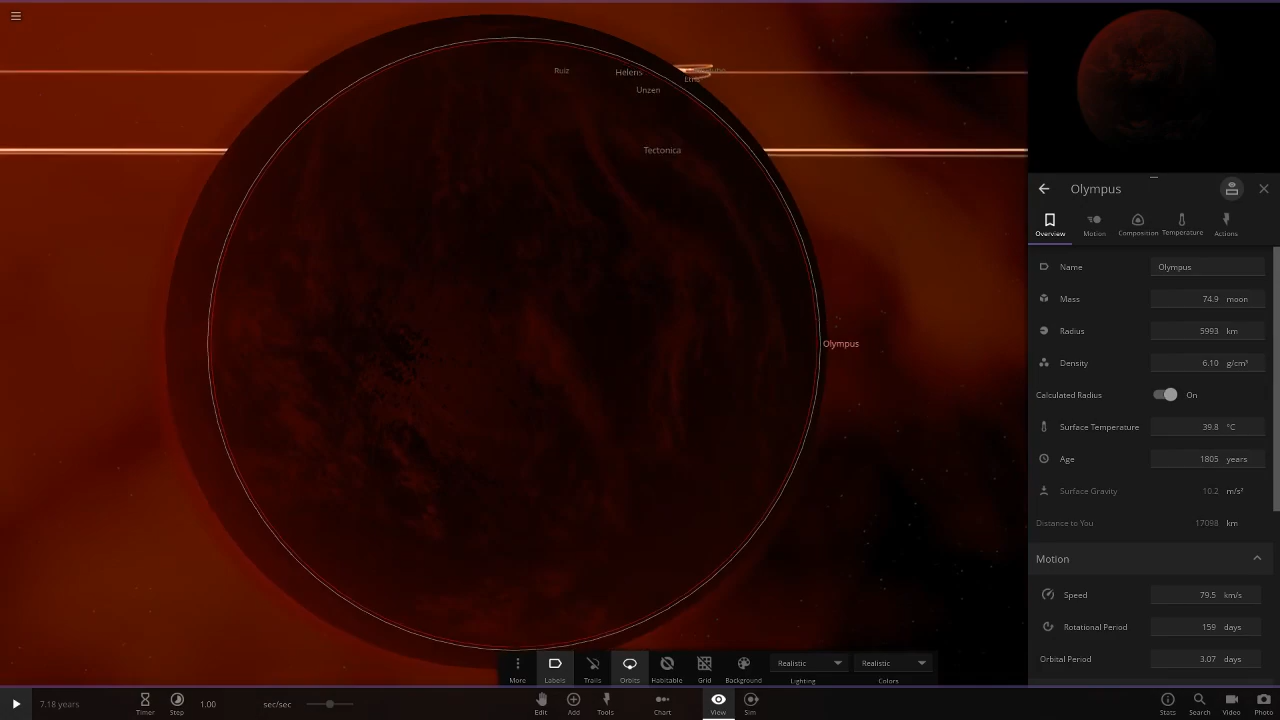 Ruiz
Helens
Unzen
Tectonica
Olympus
Olympus
Overview
Motion
Composition
Temperature
Actions
Name Olympus
Mass 74.9 moon
Radius 5993 km
Density 6.10 g/cm³
Calculated Radius On
Surface Temperature 39.8 °C
Age 1805 years
Surface Gravity 10.2 m/s²
Distance to You 17098 km
Motion
Speed 79.5 km/s
Rotational Period 159 days
Orbital Period 3.07 days
More
Labels
Trails
Orbits
Habitable
Grid
Background
Realistic
Lighting
Realistic
Colors
7.18 years
Timer
Step
1.00 sec/sec
Edit
Add
Tools
Chart
View
Sim
Stats
Search
Video
Photo